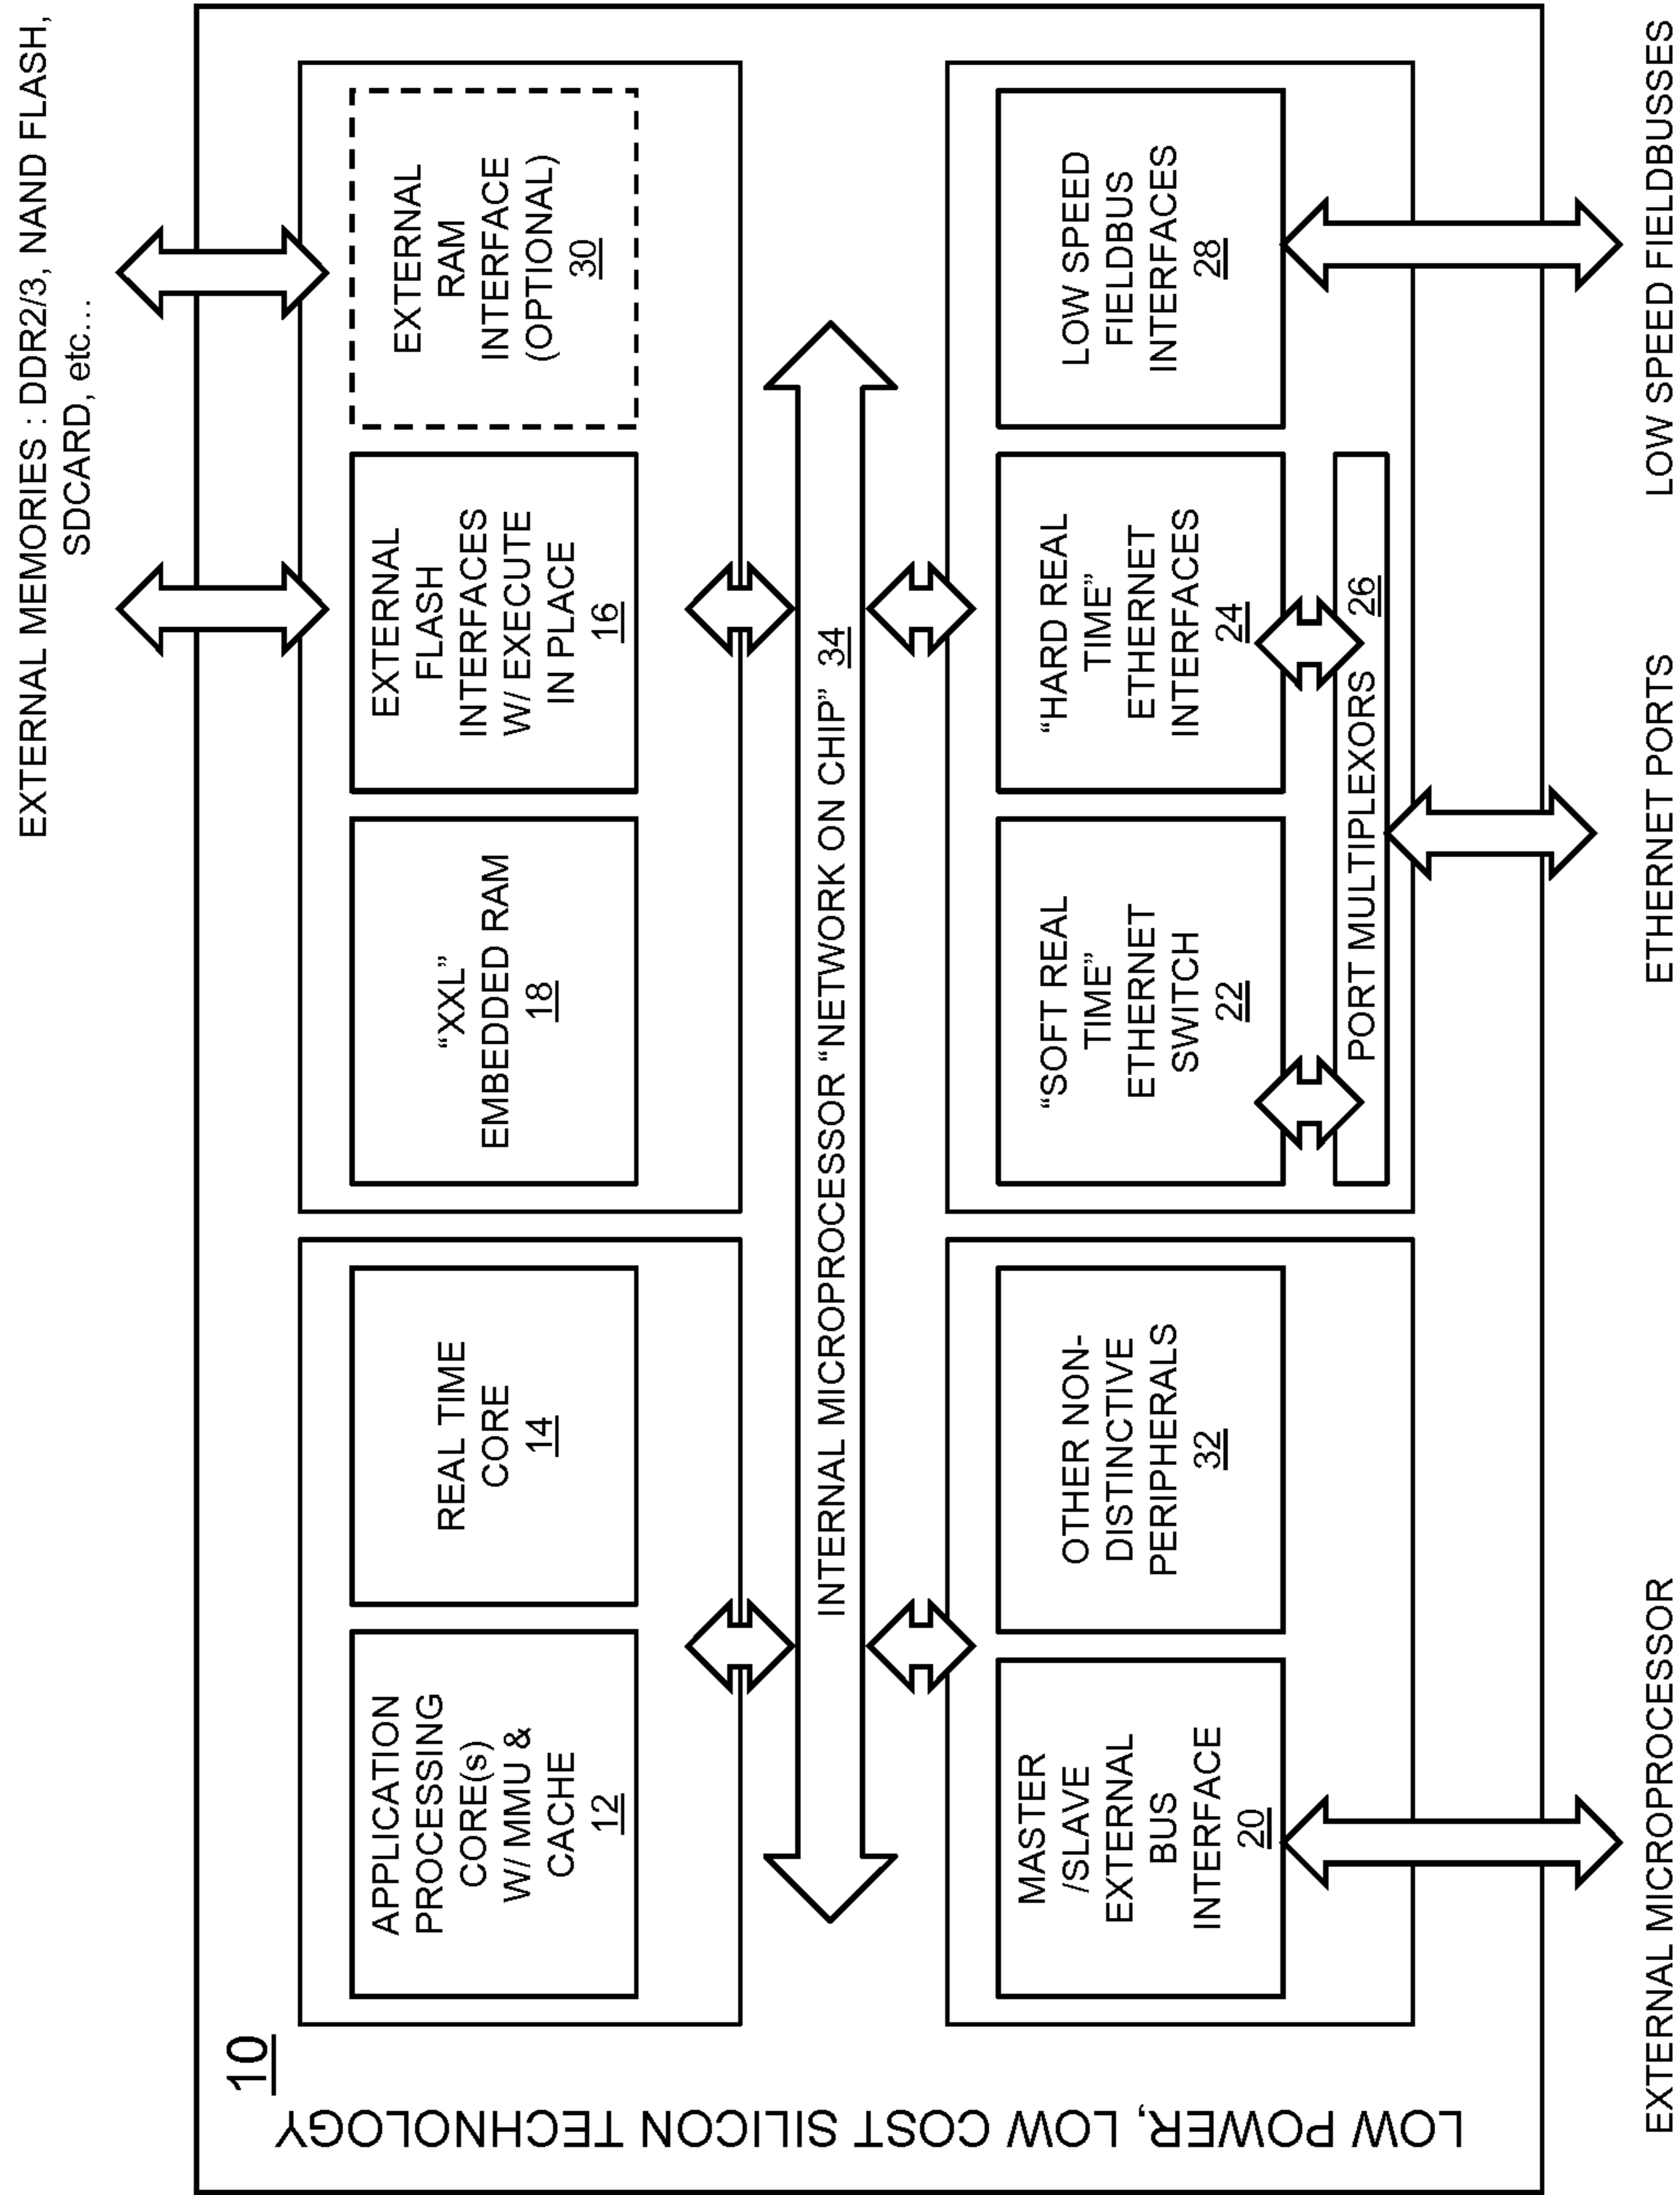 EXTERNAL MEMORIES : DDR2/3, NAND FLASH,
SDCARD, etc...
10
LOW POWER, LOW COST SILICON TECHNOLOGY
APPLICATION
PROCESSING
CORE(s)
W/ MMU &
CACHE
12
REAL TIME
CORE
14
“XXL”
EMBEDDED RAM
18
EXTERNAL
FLASH
INTERFACES
W/ EXECUTE
IN PLACE
16
EXTERNAL
RAM
INTERFACE
(OPTIONAL)
30
INTERNAL MICROPROCESSOR “NETWORK ON CHIP” 34
MASTER
/SLAVE
EXTERNAL
BUS
INTERFACE
20
OTHER NON-
DISTINCTIVE
PERIPHERALS
32
“SOFT REAL
TIME”
ETHERNET
SWITCH
22
“HARD REAL
TIME”
ETHERNET
INTERFACES
24
LOW SPEED
FIELDBUS
INTERFACES
28
PORT MULTIPLEXORS 26
EXTERNAL MICROPROCESSOR
ETHERNET PORTS
LOW SPEED FIELDBUSSES